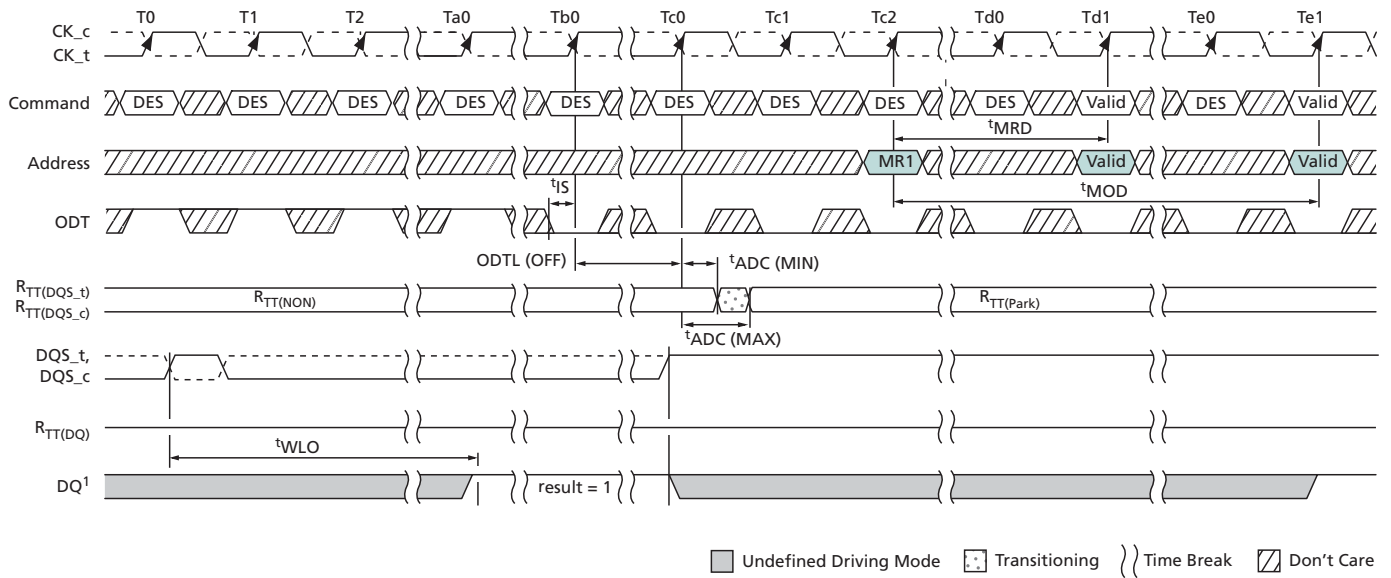 T0 T1 T2 Ta0 Tb0 Tc0 Tc1 Tc2 Td0 Td1 Te0 Te1
CK_c
CK_t
Command DES DES DES DES DES DES DES DES DES Valid DES Valid
tMRD
Address MR1 Valid Valid
tIS tMOD
ODT
ODTL (OFF) tADC (MIN)
RTT(DQS_t)
RTT(NON) RTT(Park)
RTT(DQS_c)
tADC (MAX)
DQS_t,
DQS_c
RTT(DQ)
tWLO
DQ1 result = 1
Undefined Driving Mode Transitioning Time Break Don't Care